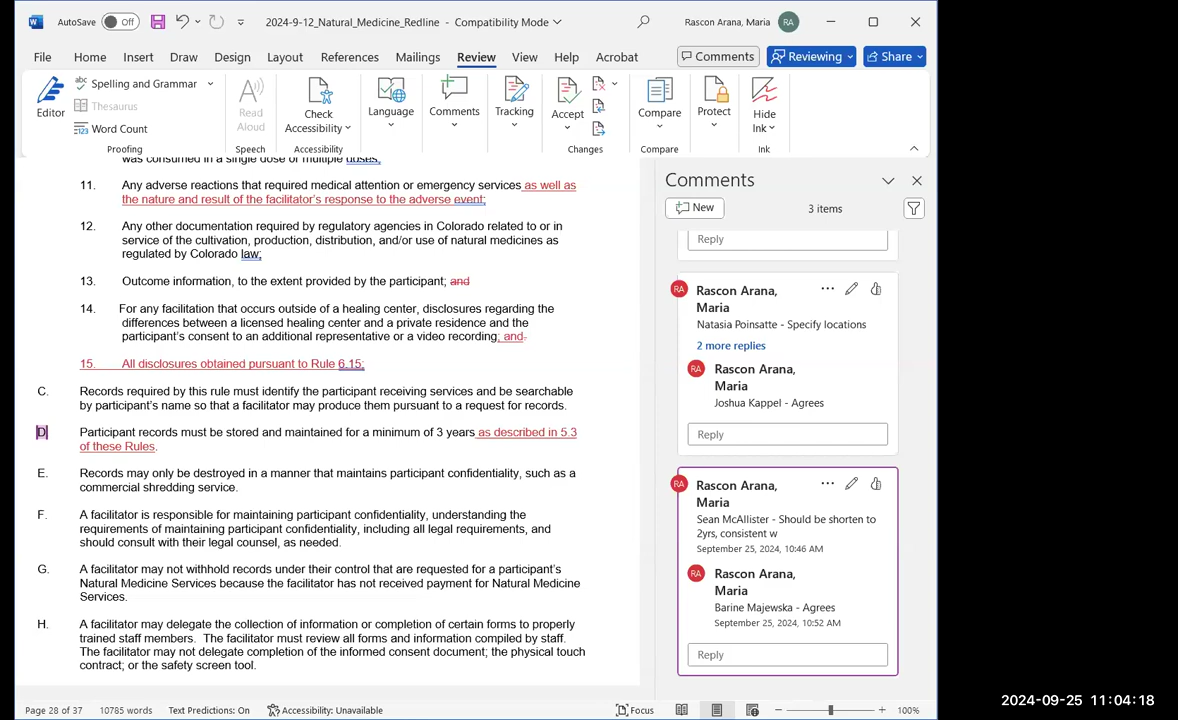 AutoSave Off 2024-9-12_Natural_Medicine_Redline - Compatibility Mode Rascon Arana, Maria RA
File Home Insert Draw Design Layout References Mailings Review View Help Acrobat Comments Reviewing Share
Editor
Spelling and Grammar
Thesaurus
Word Count
Proofing
Read Aloud
Speech
Check Accessibility
Accessibility
Language
Comments
Tracking
Accept
Changes
Compare
Compare
Protect
Hide Ink
Ink
was consumed in a single dose or multiple doses;
11. Any adverse reactions that required medical attention or emergency services as well as
the nature and result of the facilitator's response to the adverse event;
12. Any other documentation required by regulatory agencies in Colorado related to or in
service of the cultivation, production, distribution, and/or use of natural medicines as
regulated by Colorado law;
13. Outcome information, to the extent provided by the participant; and
14. For any facilitation that occurs outside of a healing center, disclosures regarding the
differences between a licensed healing center and a private residence and the
participant's consent to an additional representative or a video recording; and.
15. All disclosures obtained pursuant to Rule 6.15;
C. Records required by this rule must identify the participant receiving services and be searchable
by participant's name so that a facilitator may produce them pursuant to a request for records.
D Participant records must be stored and maintained for a minimum of 3 years as described in 5.3
of these Rules.
E. Records may only be destroyed in a manner that maintains participant confidentiality, such as a
commercial shredding service.
F. A facilitator is responsible for maintaining participant confidentiality, understanding the
requirements of maintaining participant confidentiality, including all legal requirements, and
should consult with their legal counsel, as needed.
G. A facilitator may not withhold records under their control that are requested for a participant's
Natural Medicine Services because the facilitator has not received payment for Natural Medicine
Services.
H. A facilitator may delegate the collection of information or completion of certain forms to properly
trained staff members. The facilitator must review all forms and information compiled by staff.
The facilitator may not delegate completion of the informed consent document; the physical touch
contract; or the safety screen tool.
Comments
New 3 items
Reply
RA Rascon Arana,
Maria
Natasia Poinsatte - Specify locations
2 more replies
RA Rascon Arana,
Maria
Joshua Kappel - Agrees
Reply
RA Rascon Arana,
Maria
Sean McAllister - Should be shorten to
2yrs, consistent w
September 25, 2024, 10:46 AM
RA Rascon Arana,
Maria
Barine Majewska - Agrees
September 25, 2024, 10:52 AM
Reply
Page 28 of 37 10785 words Text Predictions: On Accessibility: Unavailable Focus 100%
2024-09-25 11:04:18